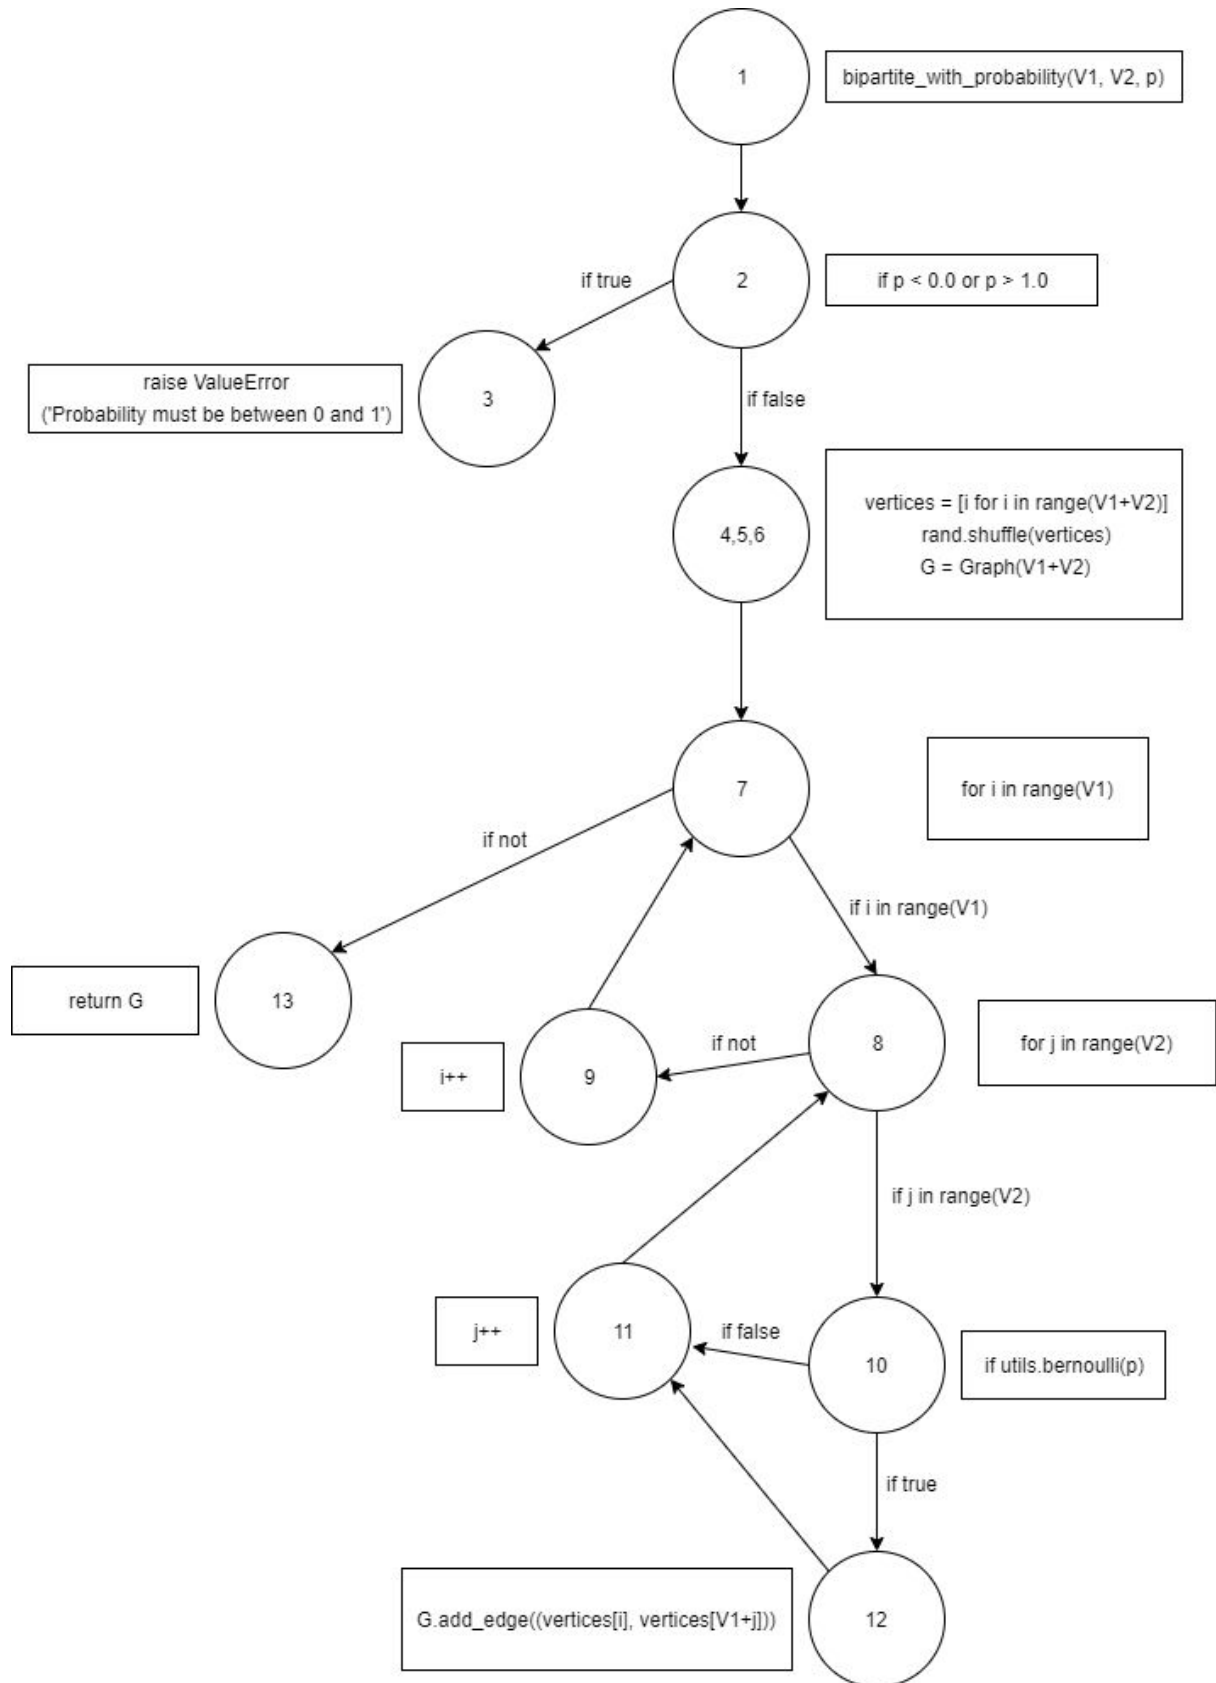 1
bipartite_with_probability(V1, V2, p)
2
if p < 0.0 or p > 1.0
if true
raise ValueError
('Probability must be between 0 and 1')
3
if false
4,5,6
vertices = [i for i in range(V1+V2)]
rand.shuffle(vertices)
G = Graph(V1+V2)
7
for i in range(V1)
if not
if i in range(V1)
return G
13
8
for j in range(V2)
if not
i++
9
if j in range(V2)
j++
11
if false
10
if utils.bernoulli(p)
if true
G.add_edge((vertices[i], vertices[V1+j]))
12